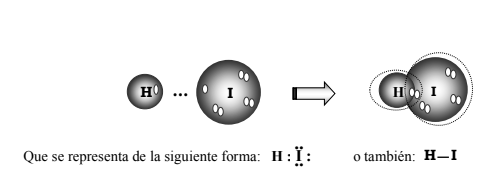 H ... I H I
Que se representa de la siguiente forma: H : Ï : o también: H—I